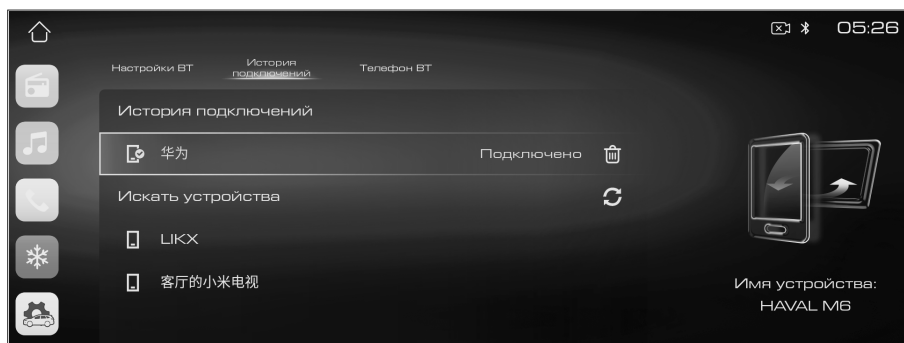 05:26
Настройки BT
История
подключений
Телефон BT
История подключений
华为
Подключено
Искать устройства
LIKX
客厅的小米电视
Имя устройства:
HAVAL M6